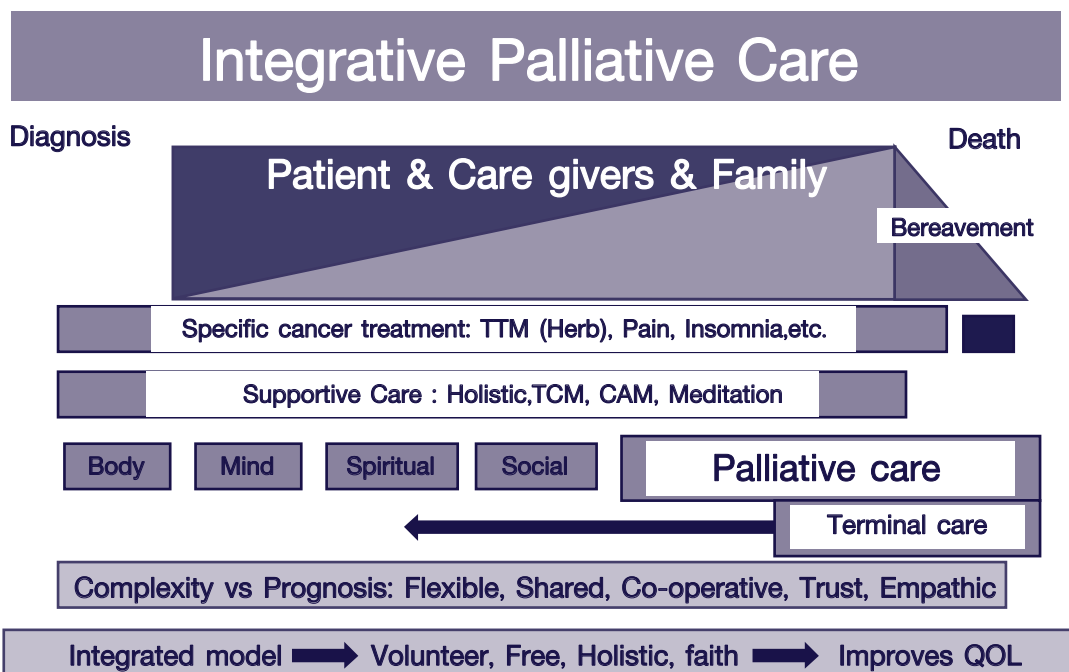 Integrative Palliative Care
Diagnosis
Death
Patient & Care givers & Family
Bereavement
Specific cancer treatment: TTM (Herb), Pain, Insomnia,etc.
Supportive Care : Holistic,TCM, CAM, Meditation
Body
Mind
Spiritual
Social
Palliative care
Terminal care
Complexity vs Prognosis: Flexible, Shared, Co-operative, Trust, Empathic
Integrated model Volunteer, Free, Holistic, faith Improves QOL